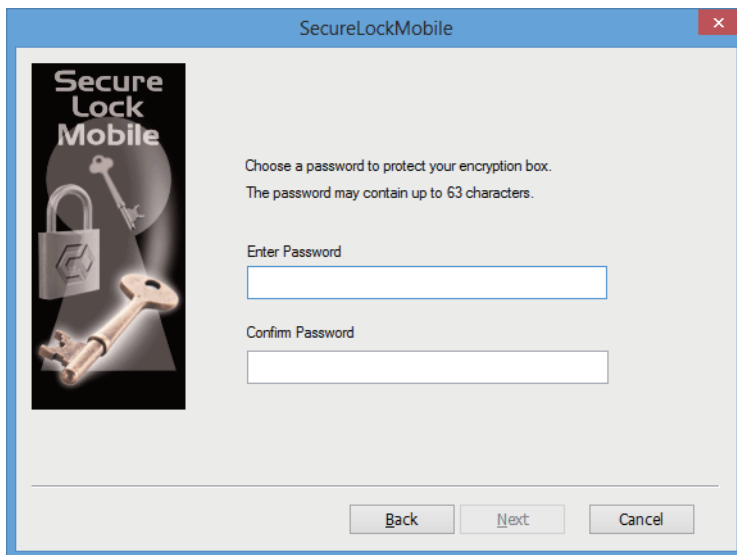 SecureLockMobile
Secure
Lock
Mobile
Choose a password to protect your encryption box.
The password may contain up to 63 characters.
Enter Password
Confirm Password
Back
Next
Cancel